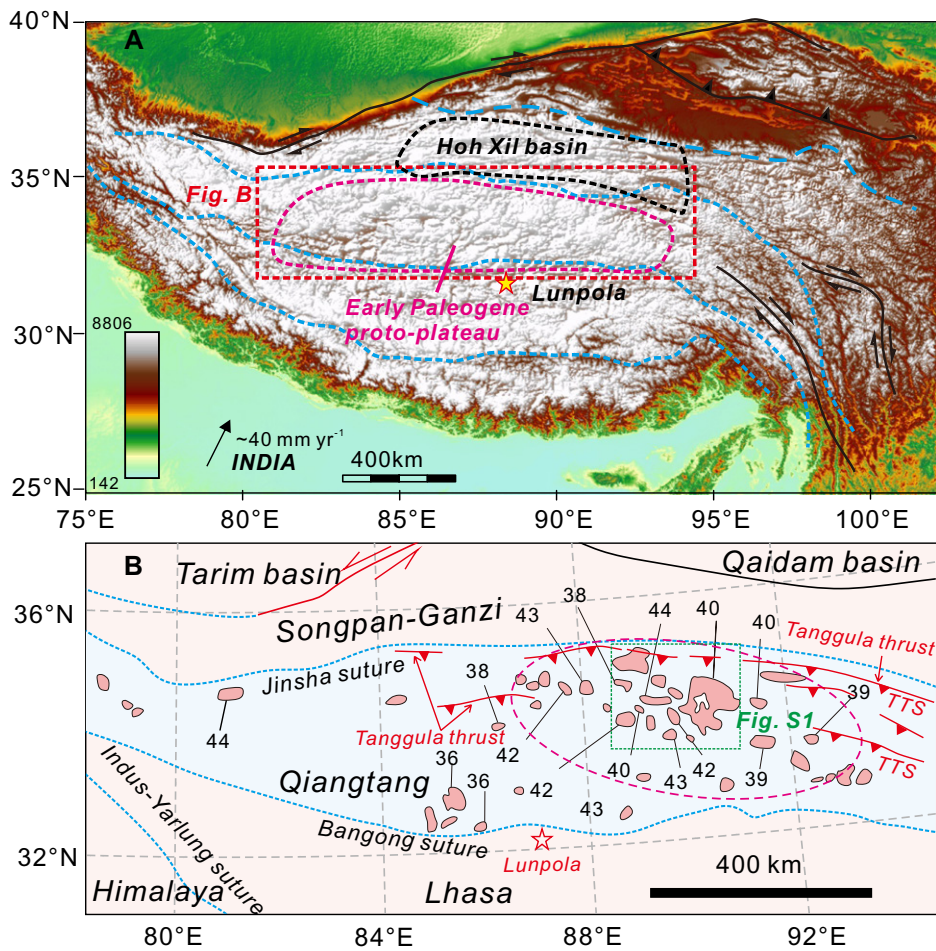 40°N
A
Hoh Xil basin
35°N
Fig. B
Lunpola
Early Paleogene
proto-plateau
30°N
8806
~40 mm yr⁻¹
INDIA
400km
142
25°N
75°E 80°E 85°E 90°E 95°E 100°E
B
Tarim basin
Qaidam basin
36°N
38
44
40
43
40
Songpan-Ganzi
Tanggula thrust
Jinsha suture
38
39
TTS
44
Tanggula thrust
Fig. S1
42
TTS
Qiangtang
36
36
42
40
43
42
39
43
Bangong suture
Indus-Yarlung suture
32°N
Lunpola
400 km
Himalaya
Lhasa
80°E 84°E 88°E 92°E